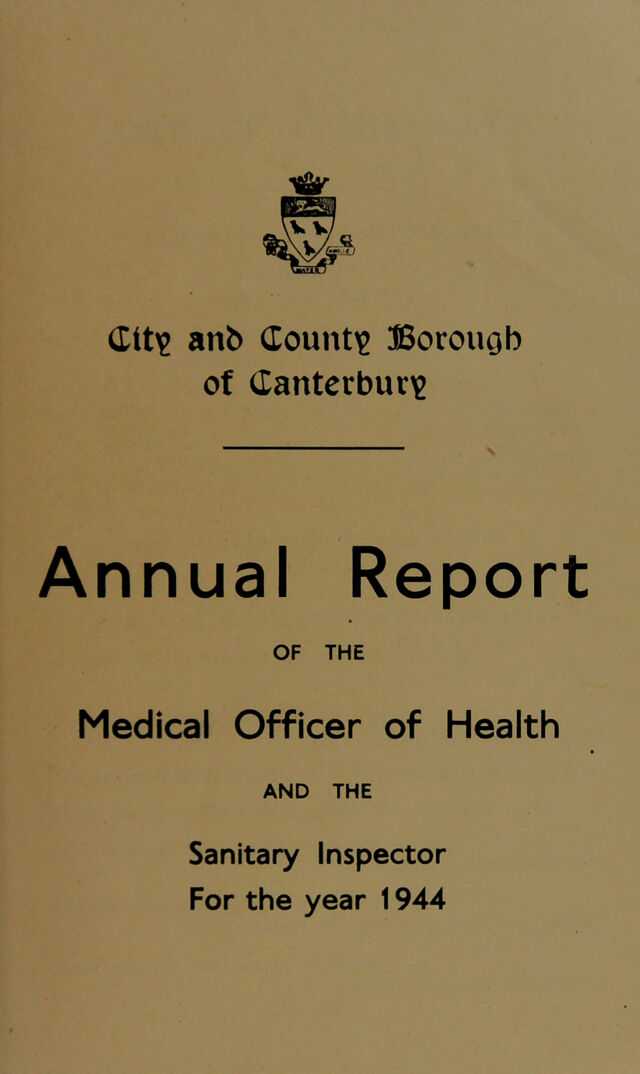 City and County Borough
of Canterbury
Annual Report
OF THE
Medical Officer of Health
AND THE
Sanitary Inspector
For the year 1944